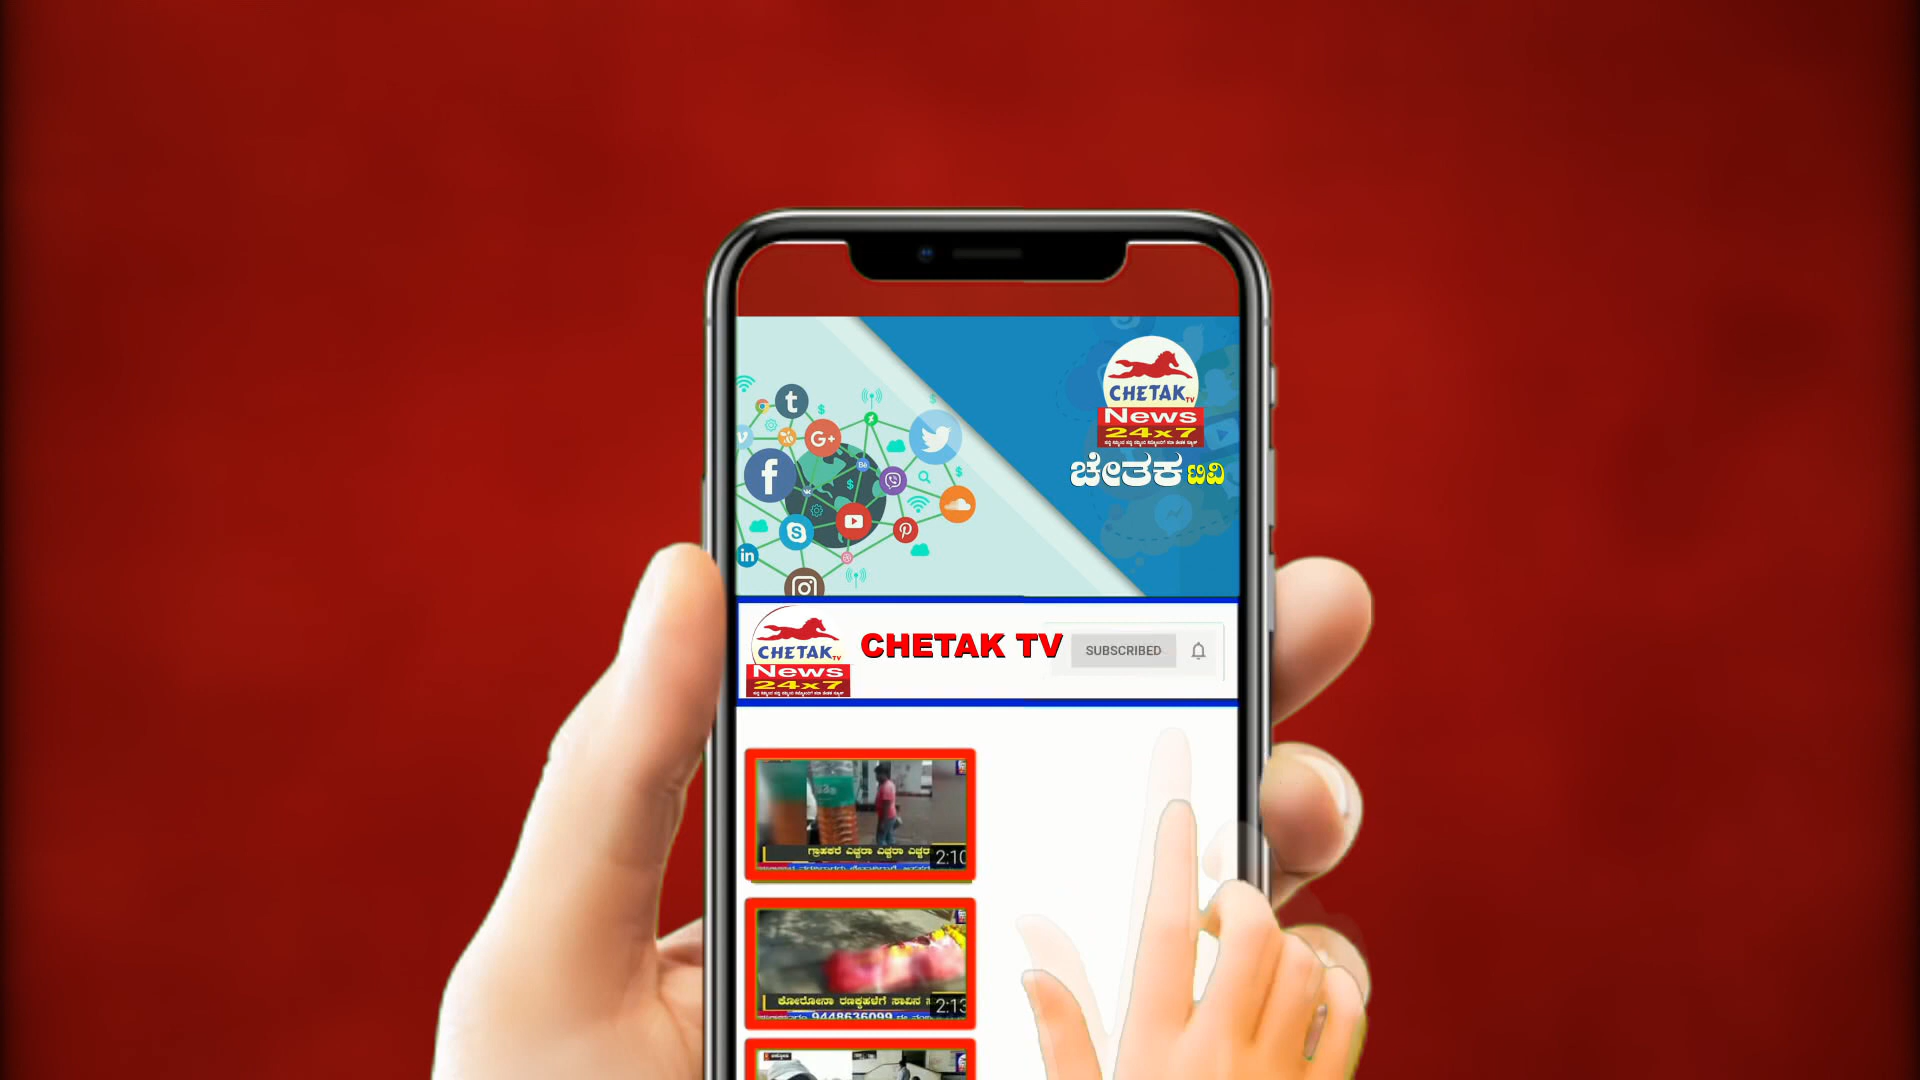 CHETAK TV
News
24x7
ಚೇತಕ ಟಿವಿ
CHETAK TV
News
24x7
CHETAK TV
SUBSCRIBED
ಗ್ರಾಹಕರೆ ಎಚ್ಚರಾ ಎಚ್ಚರಾ ಎಚ್ಚರ
2:10
ಕೋರೋನಾ ರಣಕ್ಕಹಳೆಗೆ ಸಾವಿನ
2:13
9448636099